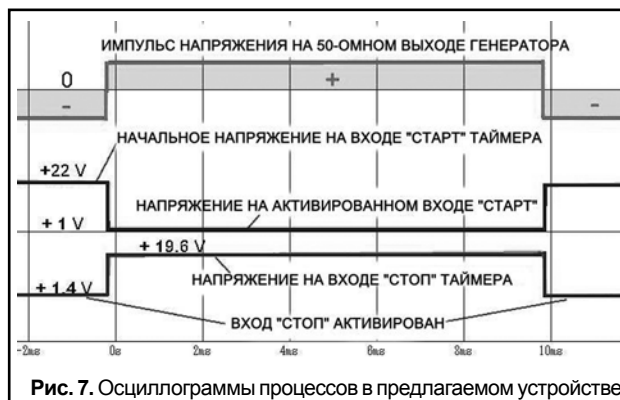 ИМПУЛЬС НАПРЯЖЕНИЯ НА 50-ОМНОМ ВЫХОДЕ ГЕНЕРАТОРА
0
+
-
-
НАЧАЛЬНОЕ НАПРЯЖЕНИЕ НА ВХОДЕ "СТАРТ" ТАЙМЕРА
+22 V
НАПРЯЖЕНИЕ НА АКТИВИРОВАННОМ ВХОДЕ "СТАРТ"
+ 1 V
+ 19.6 V
НАПРЯЖЕНИЕ НА ВХОДЕ "СТОП" ТАЙМЕРА
+ 1.4 V
ВХОД "СТОП" АКТИВИРОВАН
-2ms 0s 2ms 4ms 6ms 8ms 10ms
Рис. 7. Осциллограммы процессов в предлагаемом устройстве